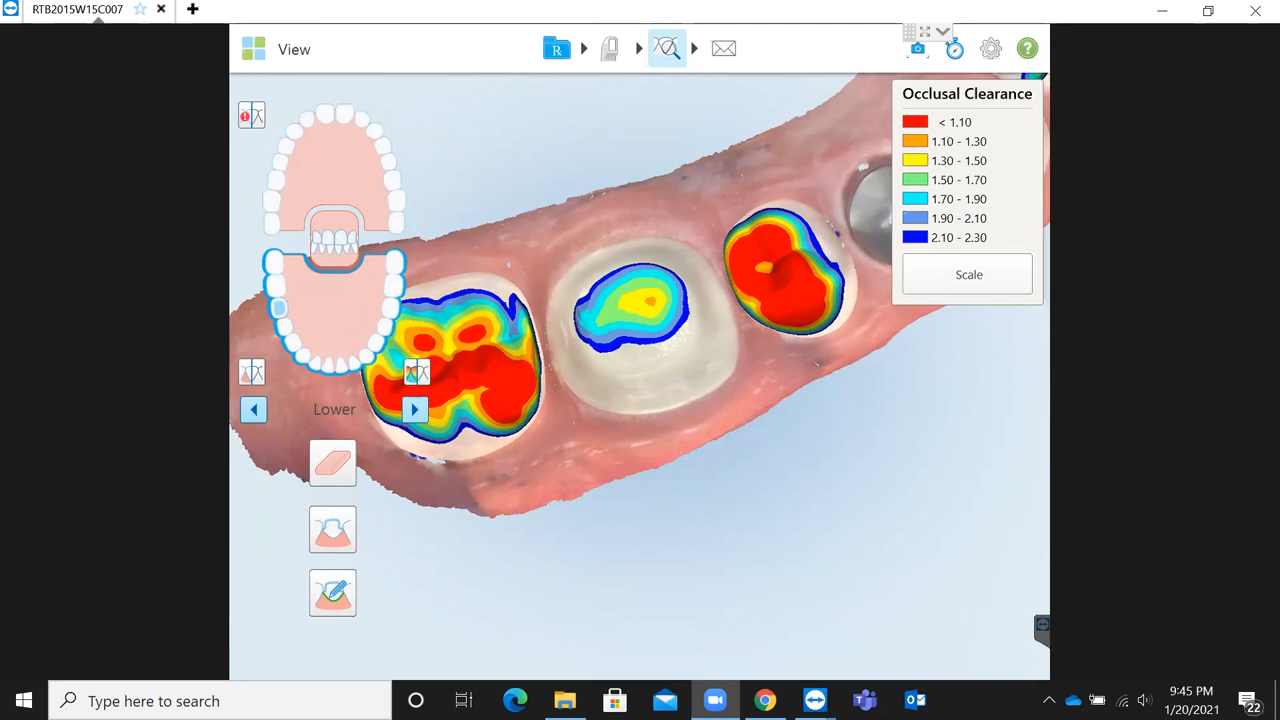 RTB2015W15C007
View
Rx
?
Occlusal Clearance
< 1.10
1.10 - 1.30
1.30 - 1.50
1.50 - 1.70
1.70 - 1.90
1.90 - 2.10
2.10 - 2.30
Scale
Lower
Type here to search
9:45 PM
1/20/2021
22